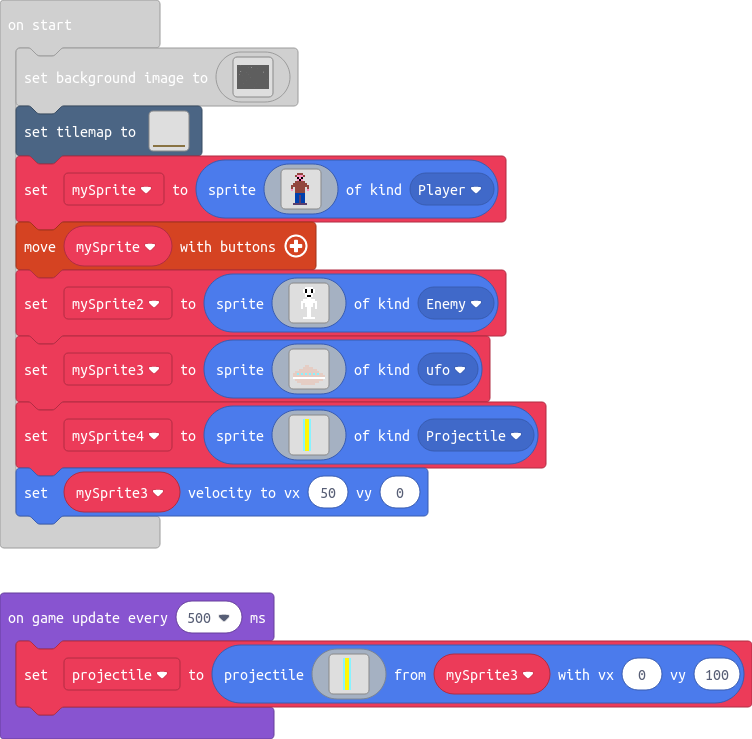 on start
set background image to
set tilemap to
set mySprite to sprite of kind Player
move mySprite with buttons
set mySprite2 to sprite of kind Enemy
set mySprite3 to sprite of kind ufo
set mySprite4 to sprite of kind Projectile
set mySprite3 velocity to vx 50 vy 0
on game update every 500 ms
set projectile to projectile from mySprite3 with vx 0 vy 100